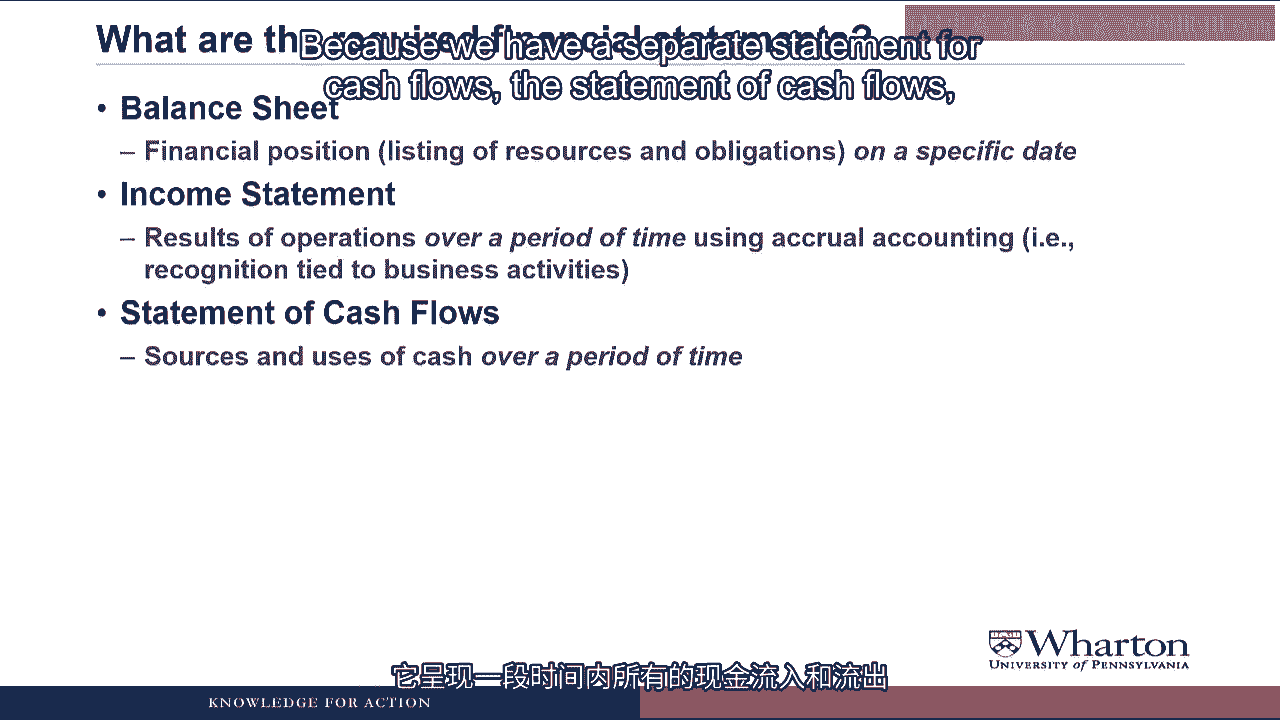 What are the required financial statements?
Because we have a separate statement for
cash flows, the statement of cash flows,
• Balance Sheet
– Financial position (listing of resources and obligations) on a specific date
• Income Statement
– Results of operations over a period of time using accrual accounting (i.e.,
recognition tied to business activities)
• Statement of Cash Flows
– Sources and uses of cash over a period of time
Wharton
UNIVERSITY of PENNSYLVANIA
它呈现一段时间内所有的现金流入和流出
KNOWLEDGE FOR ACTION